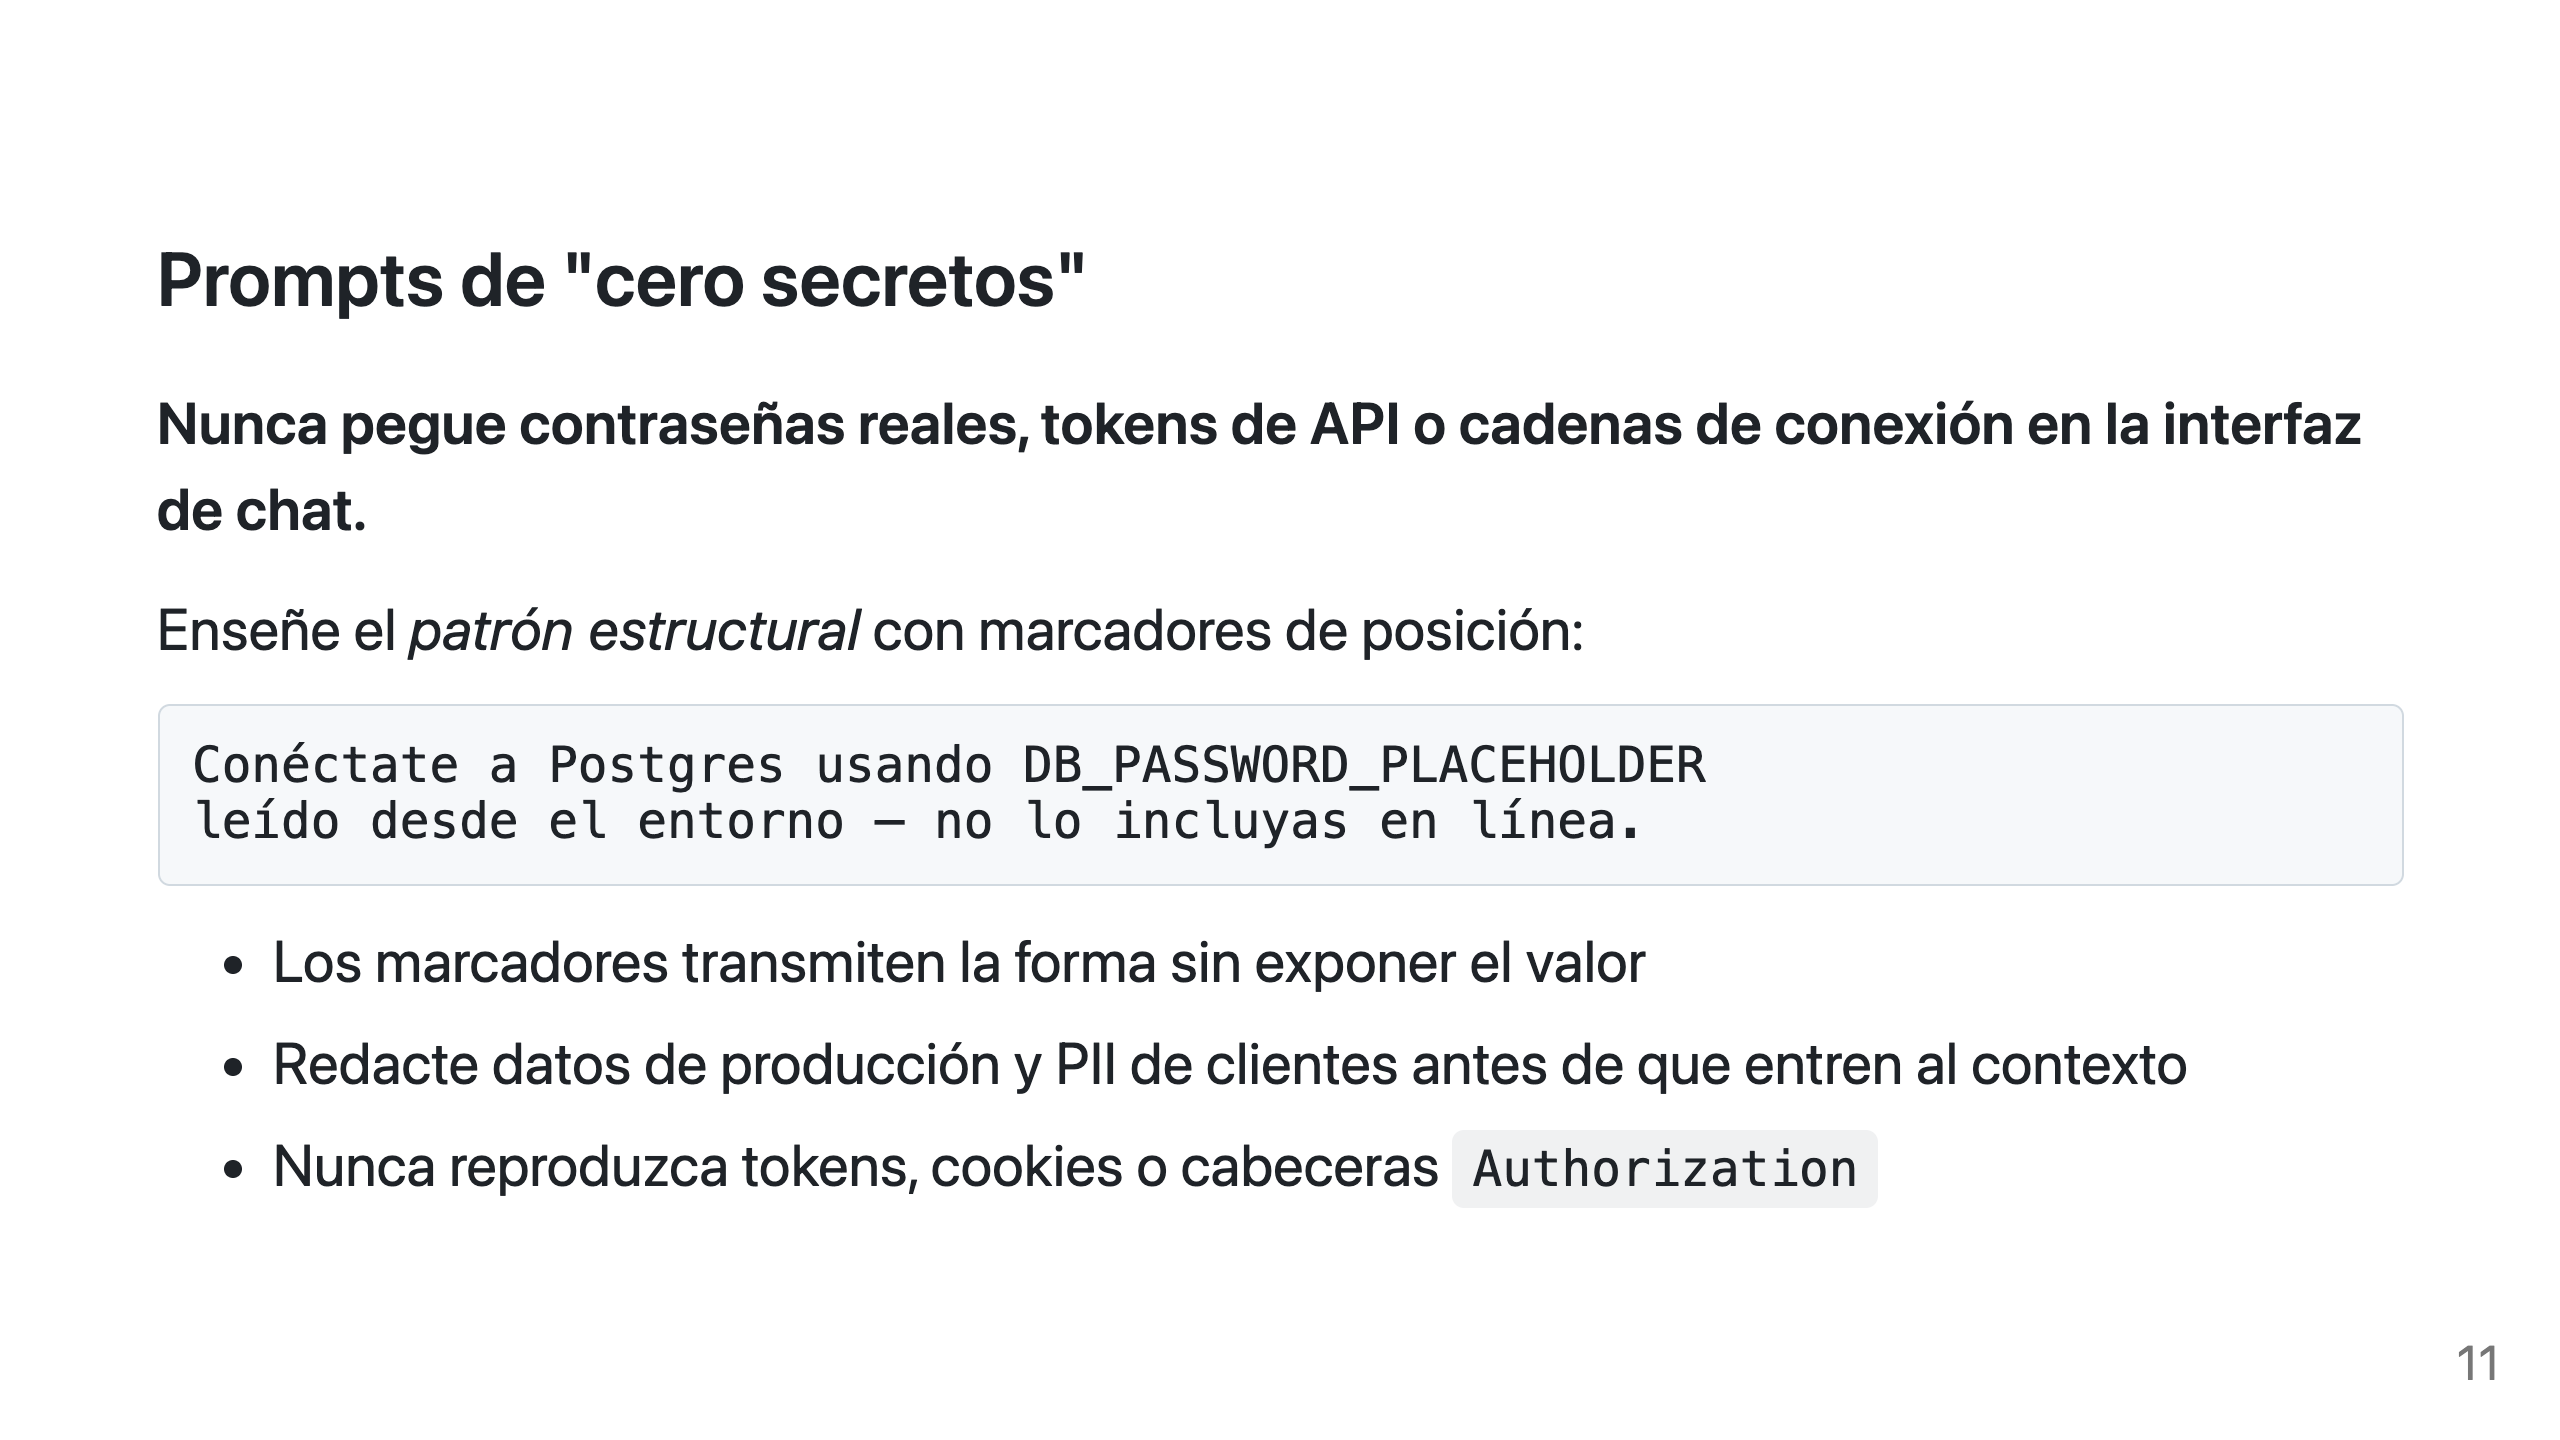 Prompts de "cero secretos"
Nunca pegue contraseñas reales, tokens de API o cadenas de conexión en la interfaz
de chat.
Enseñe el patrón estructural con marcadores de posición:
Conéctate a Postgres usando DB_PASSWORD_PLACEHOLDER
leído desde el entorno — no lo incluyas en línea.
• Los marcadores transmiten la forma sin exponer el valor
• Redacte datos de producción y PII de clientes antes de que entren al contexto
• Nunca reproduzca tokens, cookies o cabeceras Authorization
11